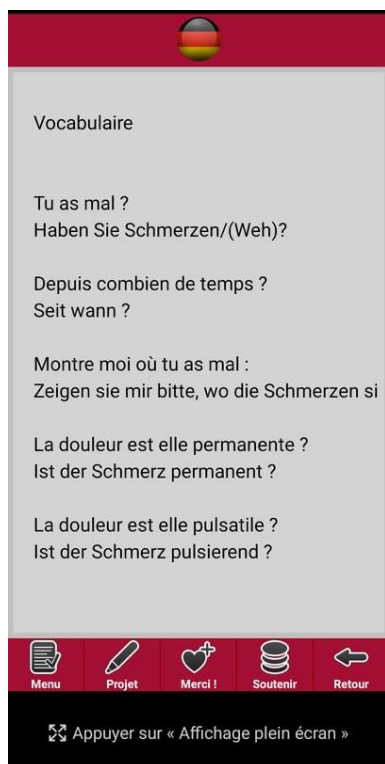 Vocabulaire
Tu as mal ?
Haben Sie Schmerzen/(Weh)?
Depuis combien de temps ?
Seit wann ?
Montre moi où tu as mal :
Zeigen sie mir bitte, wo die Schmerzen si
La douleur est elle permanente ?
Ist der Schmerz permanent ?
La douleur est elle pulsatile ?
Ist der Schmerz pulsierend ?
Menu Projet Merci ! Soutenir Retour
Appuyer sur « Affichage plein écran »